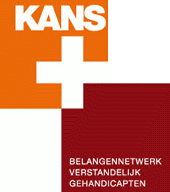 KANS
BELANGENNETWERK
VERSTANDELIJK
GEHANDICAPTEN